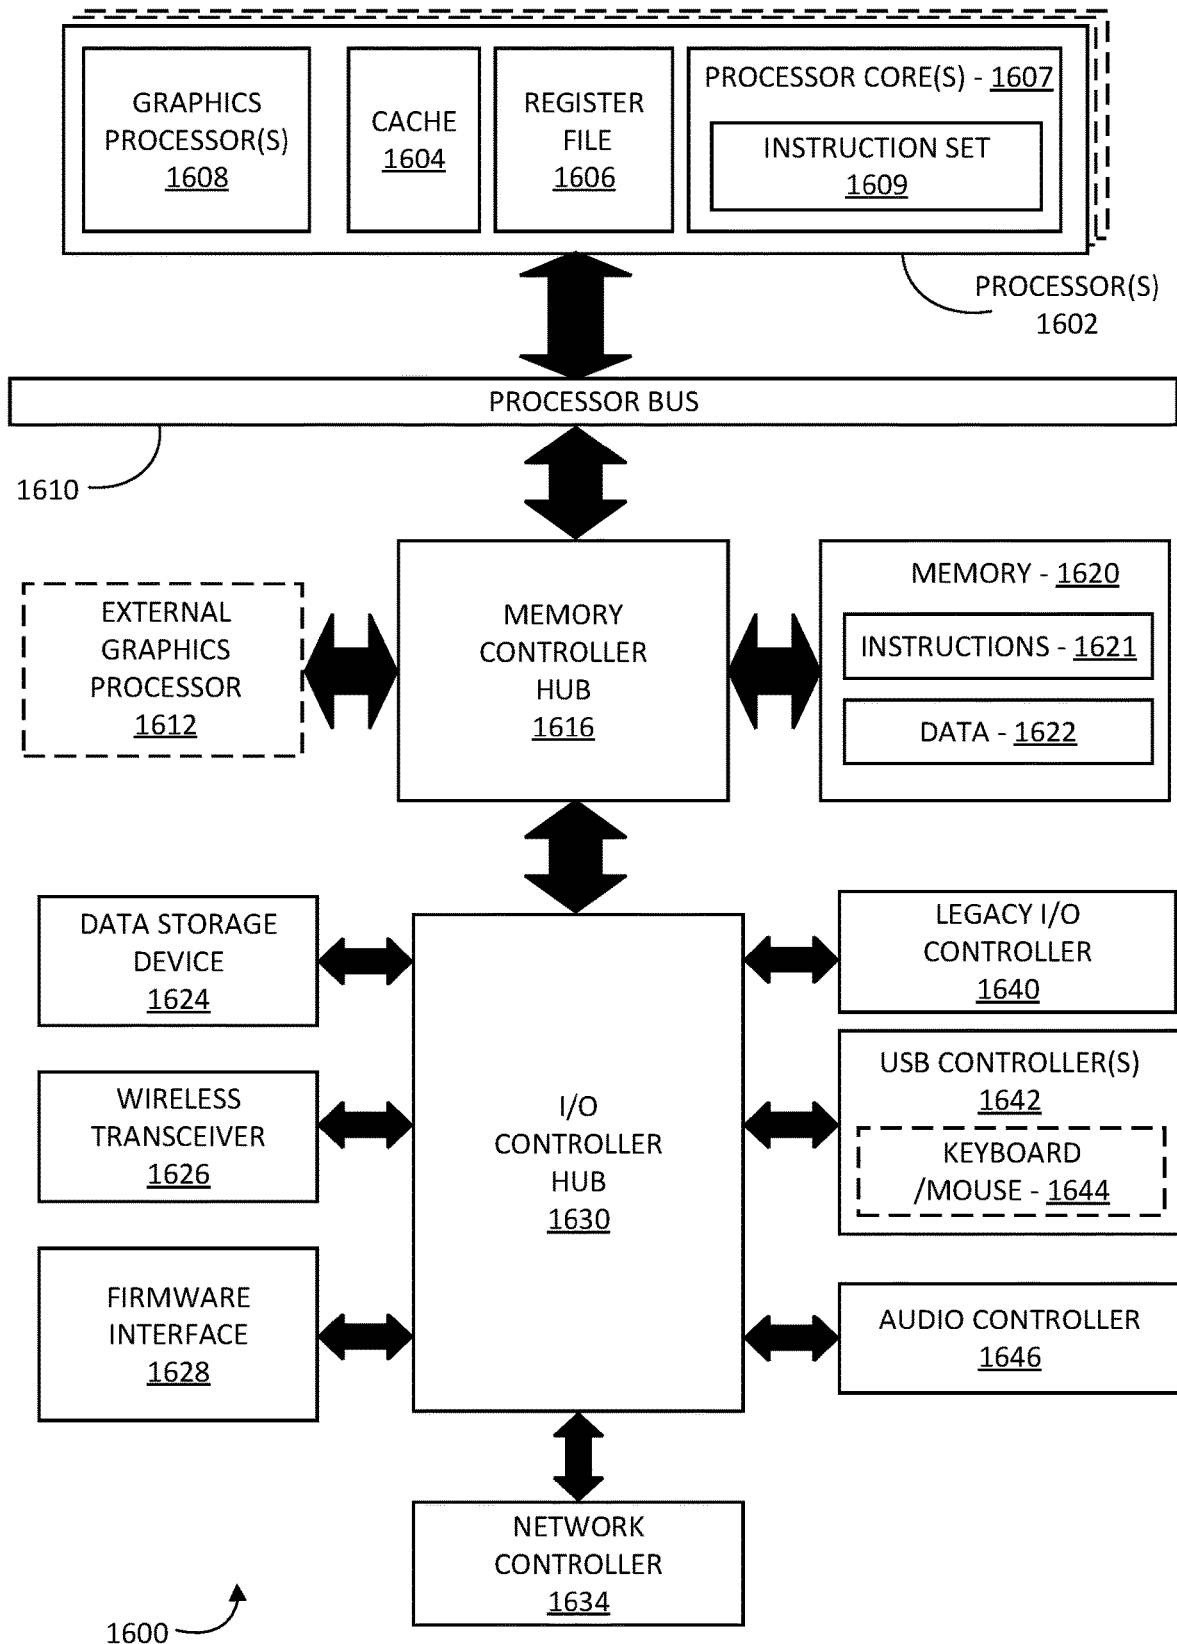 GRAPHICS
PROCESSOR(S)
1608
CACHE
1604
REGISTER
FILE
1606
PROCESSOR CORE(S) - 1607
INSTRUCTION SET
1609
PROCESSOR(S)
1602
PROCESSOR BUS
1610
EXTERNAL
GRAPHICS
PROCESSOR
1612
MEMORY
CONTROLLER
HUB
1616
MEMORY - 1620
INSTRUCTIONS - 1621
DATA - 1622
DATA STORAGE
DEVICE
1624
WIRELESS
TRANSCEIVER
1626
FIRMWARE
INTERFACE
1628
I/O
CONTROLLER
HUB
1630
LEGACY I/O
CONTROLLER
1640
USB CONTROLLER(S)
1642
KEYBOARD
/MOUSE - 1644
AUDIO CONTROLLER
1646
NETWORK
CONTROLLER
1634
1600